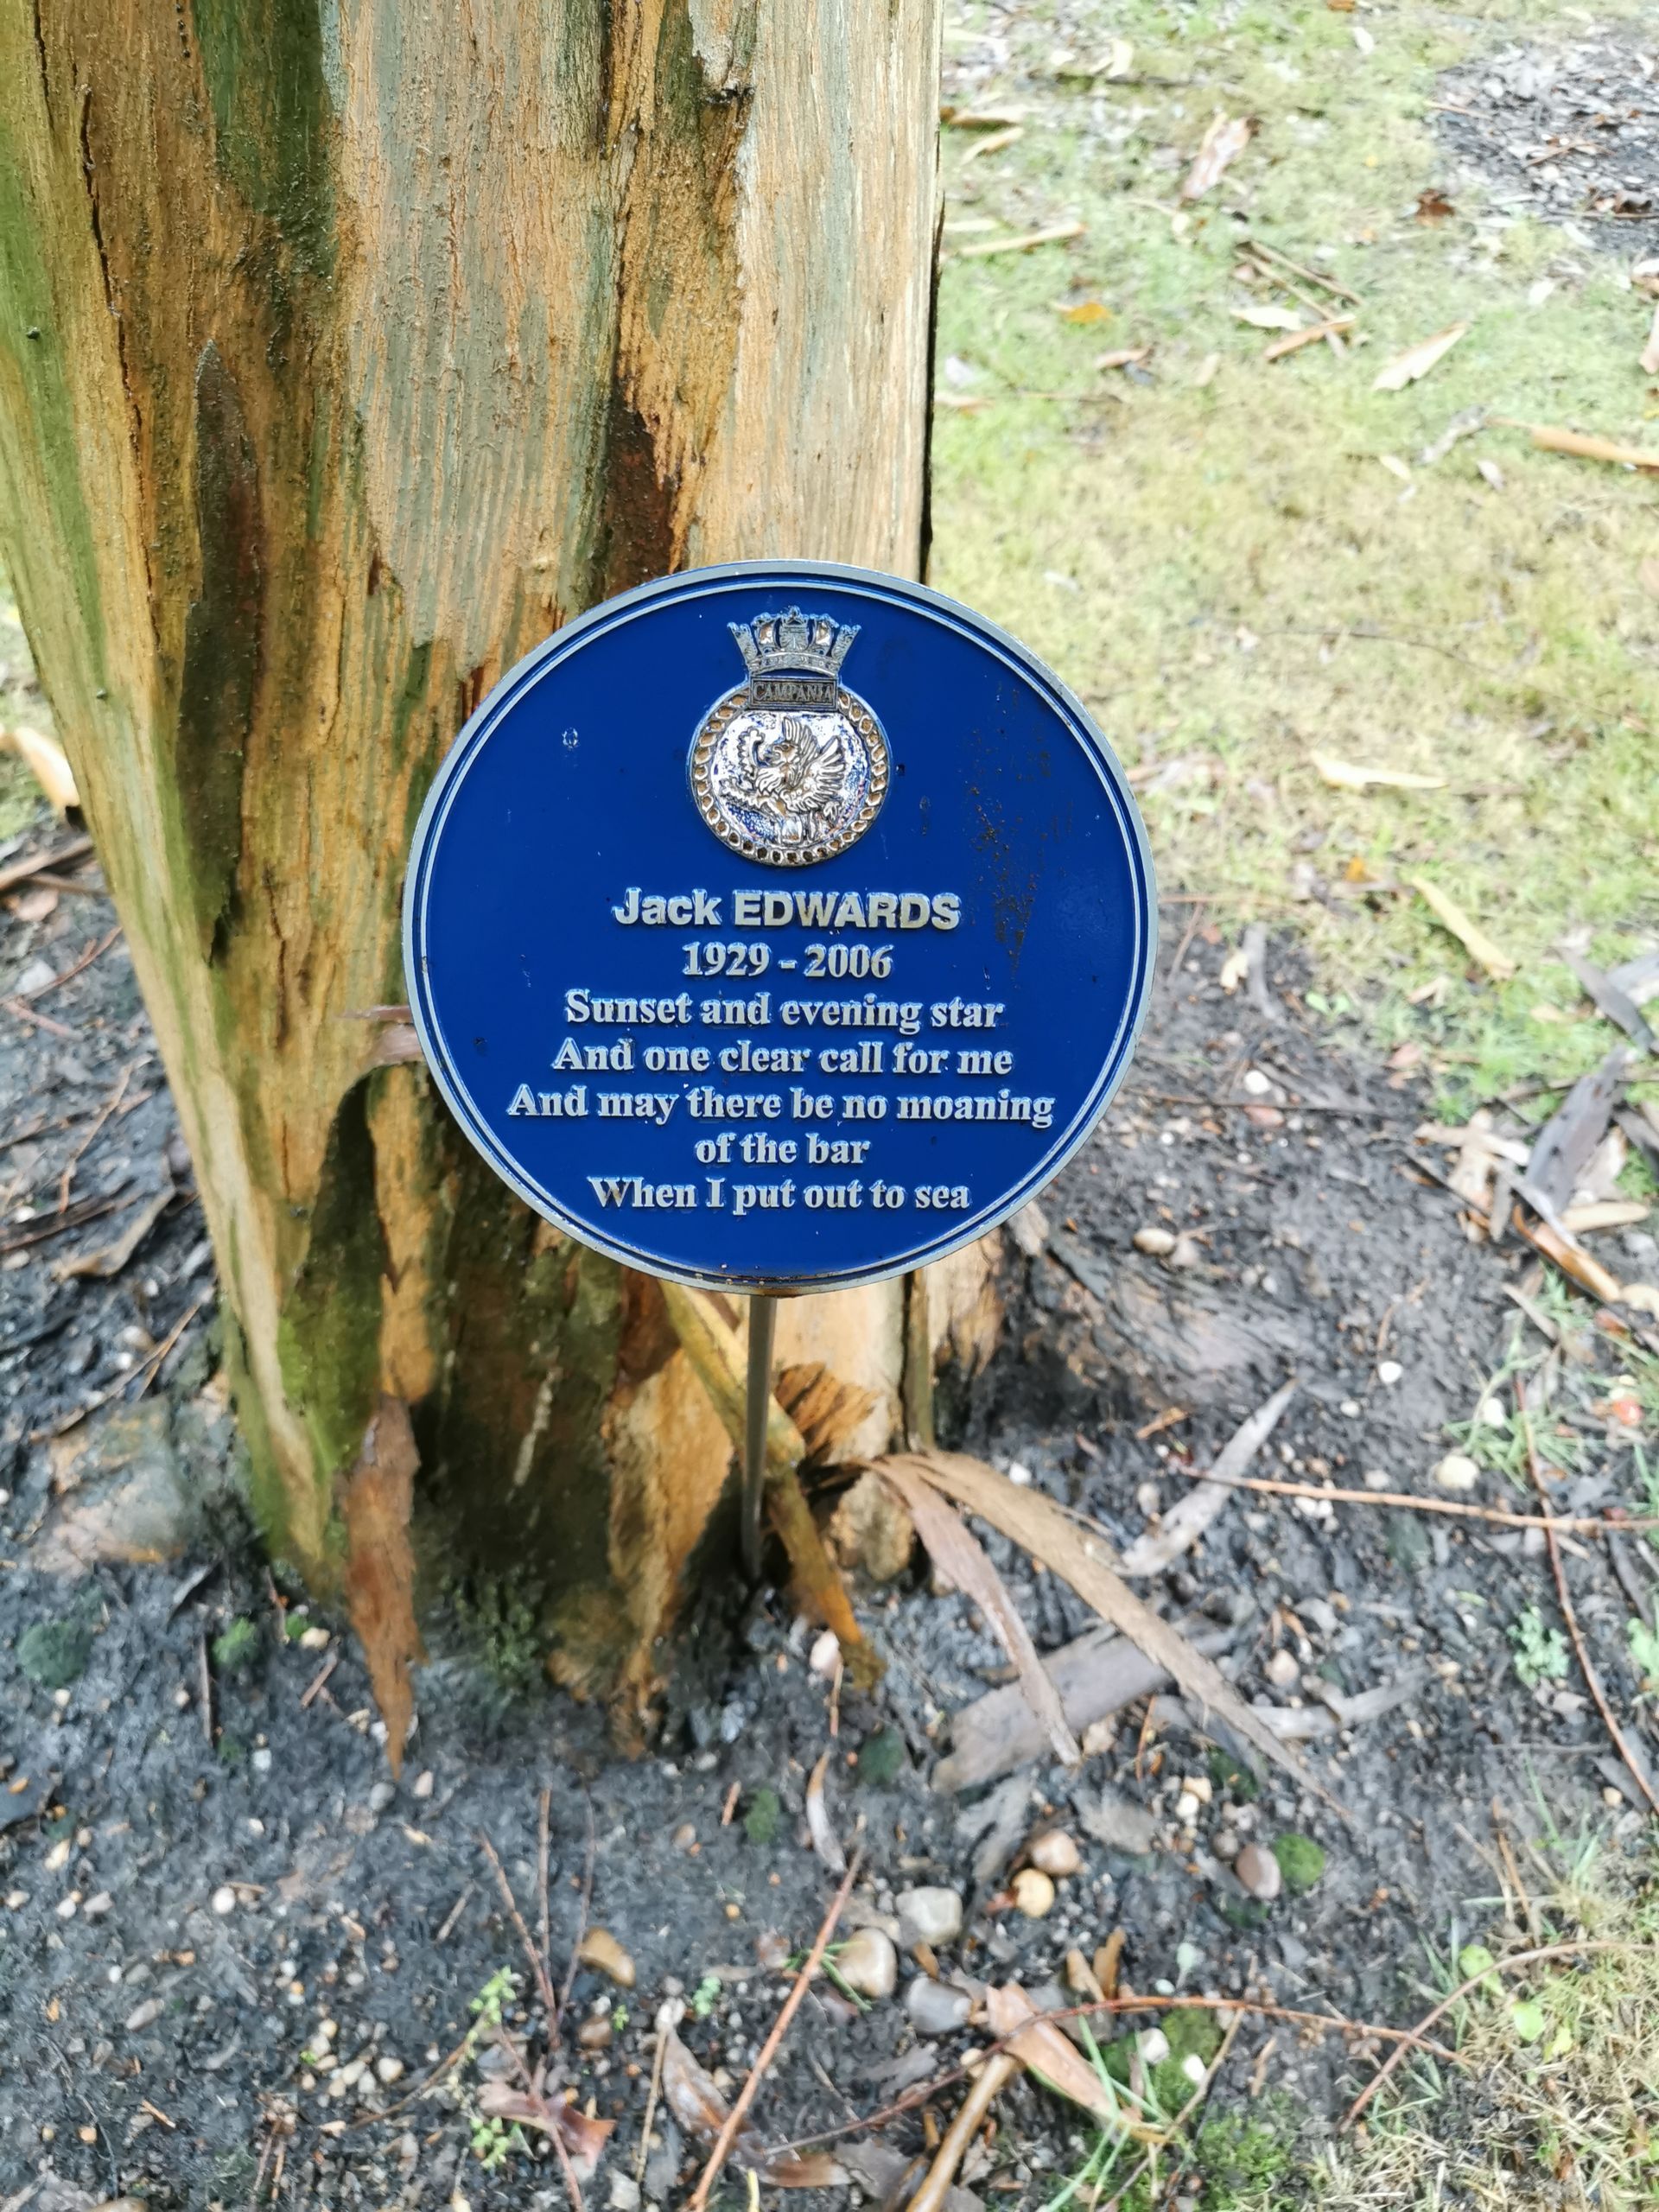 CAMPANIA
Jack EDWARDS
1929 - 2006
Sunset and evening star
And one clear call for me
And may there be no moaning
of the bar
When I put out to sea